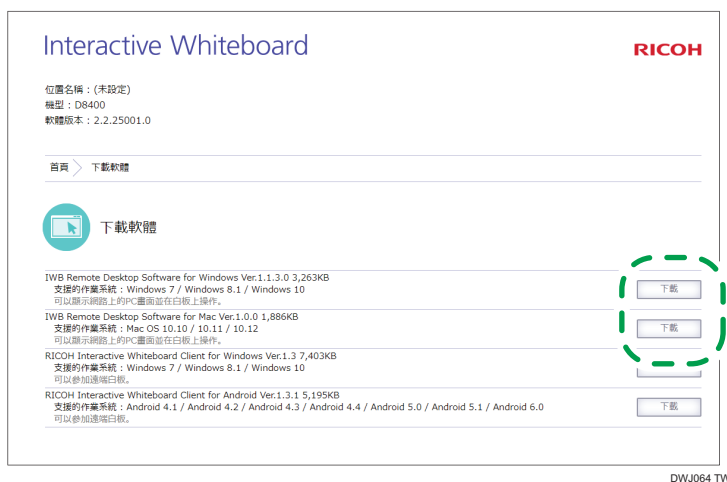 Interactive Whiteboard
RICOH
位置名稱：(未設定)
機型：D8400
軟體版本：2.2.25001.0
首頁 下載軟體
下載軟體
IWB Remote Desktop Software for Windows Ver.1.1.3.0 3,263KB
支援的作業系統：Windows 7 / Windows 8.1 / Windows 10
可以顯示網路上的PC畫面並在白板上操作。
下載
IWB Remote Desktop Software for Mac Ver.1.0.0 1,886KB
支援的作業系統：Mac OS 10.10 / 10.11 / 10.12
可以顯示網路上的PC畫面並在白板上操作。
下載
RICOH Interactive Whiteboard Client for Windows Ver.1.3 7,403KB
支援的作業系統：Windows 7 / Windows 8.1 / Windows 10
可以參加遠端白板。
RICOH Interactive Whiteboard Client for Android Ver.1.3.1 5,195KB
支援的作業系統：Android 4.1 / Android 4.2 / Android 4.3 / Android 4.4 / Android 5.0 / Android 5.1 / Android 6.0
可以參加遠端白板。
下載
DWJ064 TW